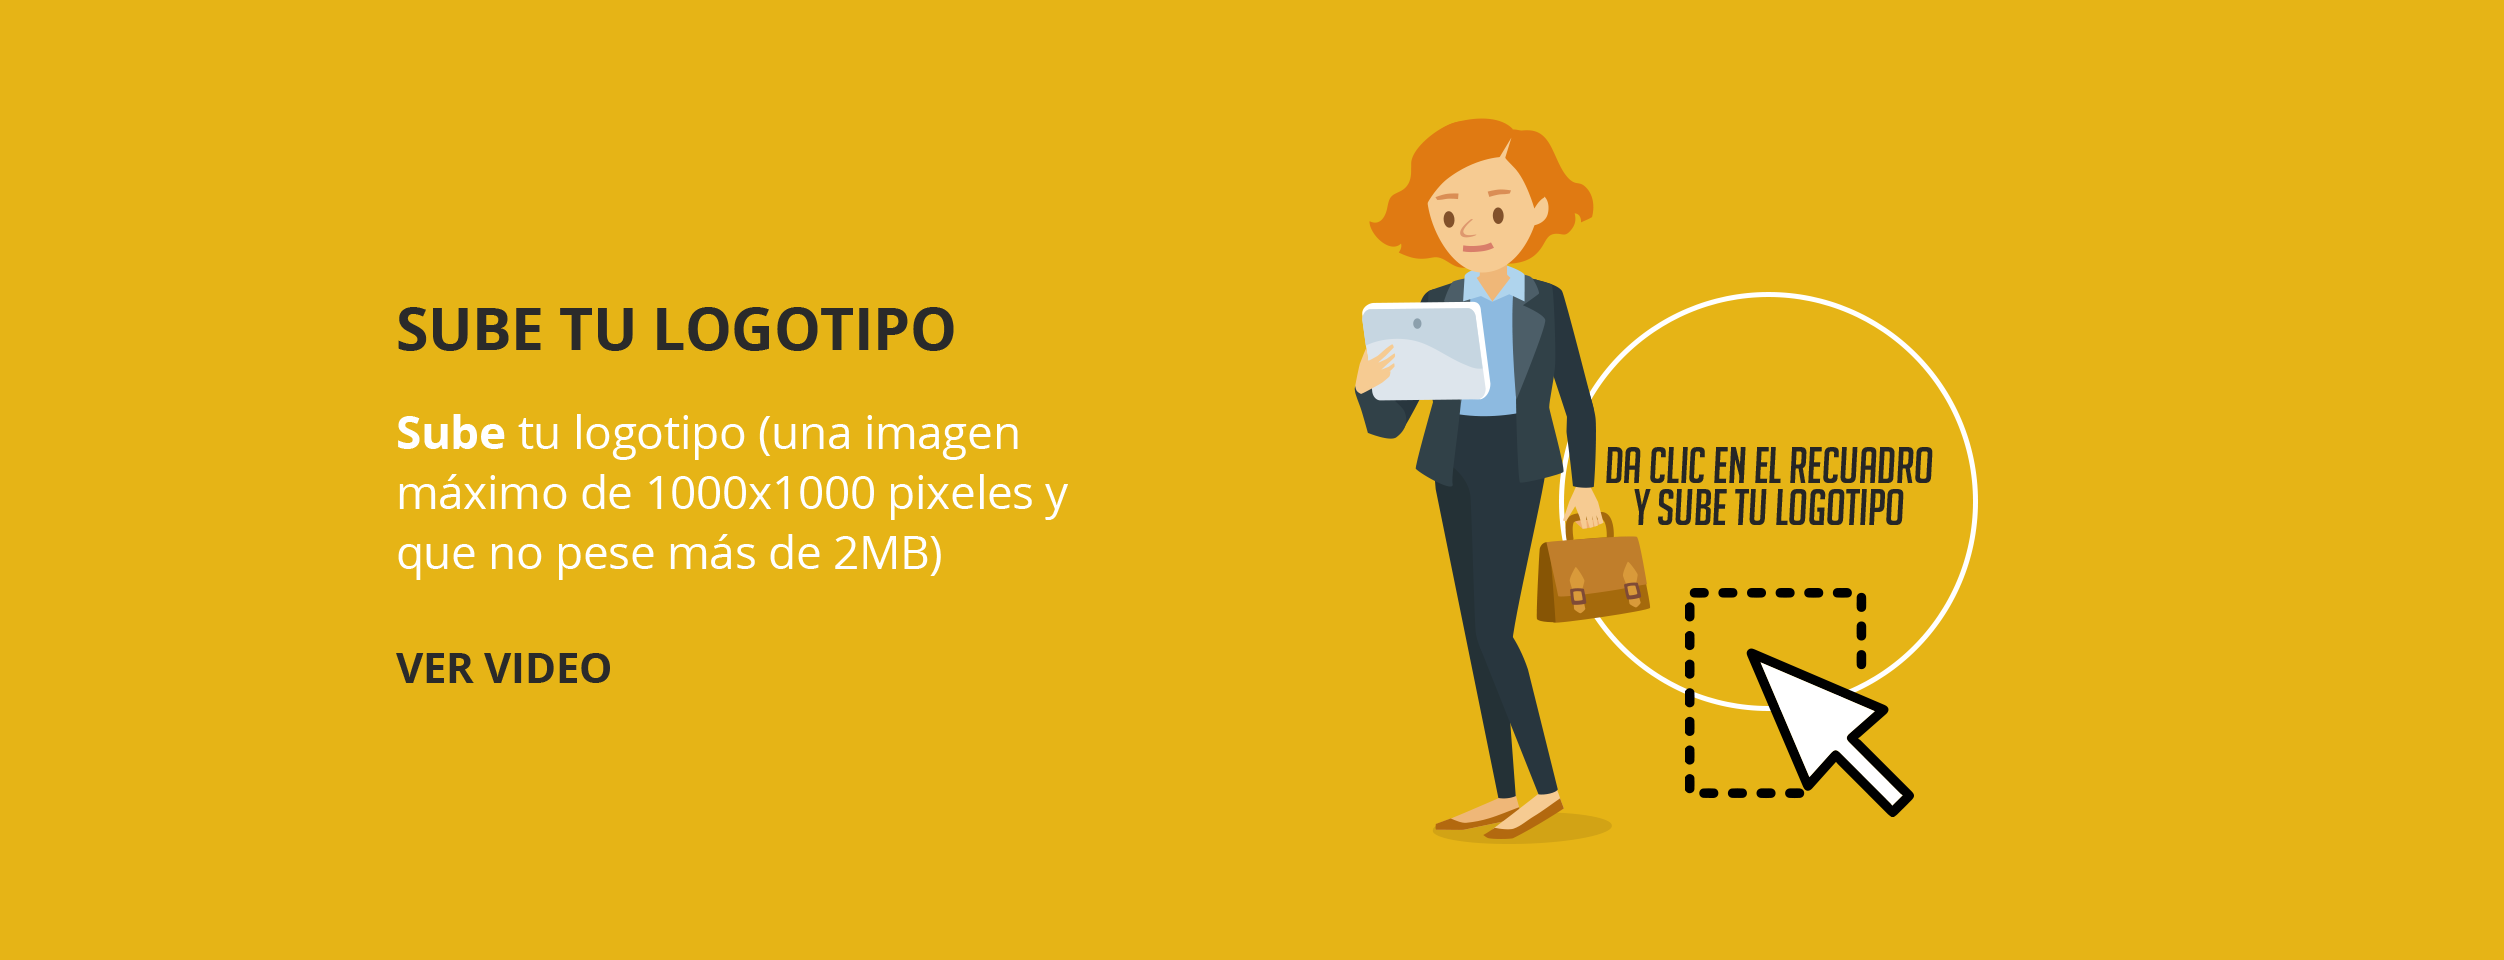 SUBE TU LOGOTIPO
Sube tu logotipo (una imagen
máximo de 1000x1000 pixeles y
que no pese más de 2MB)
VER VIDEO
DA CLIC EN EL RECUADRO
Y SUBE TU LOGOTIPO